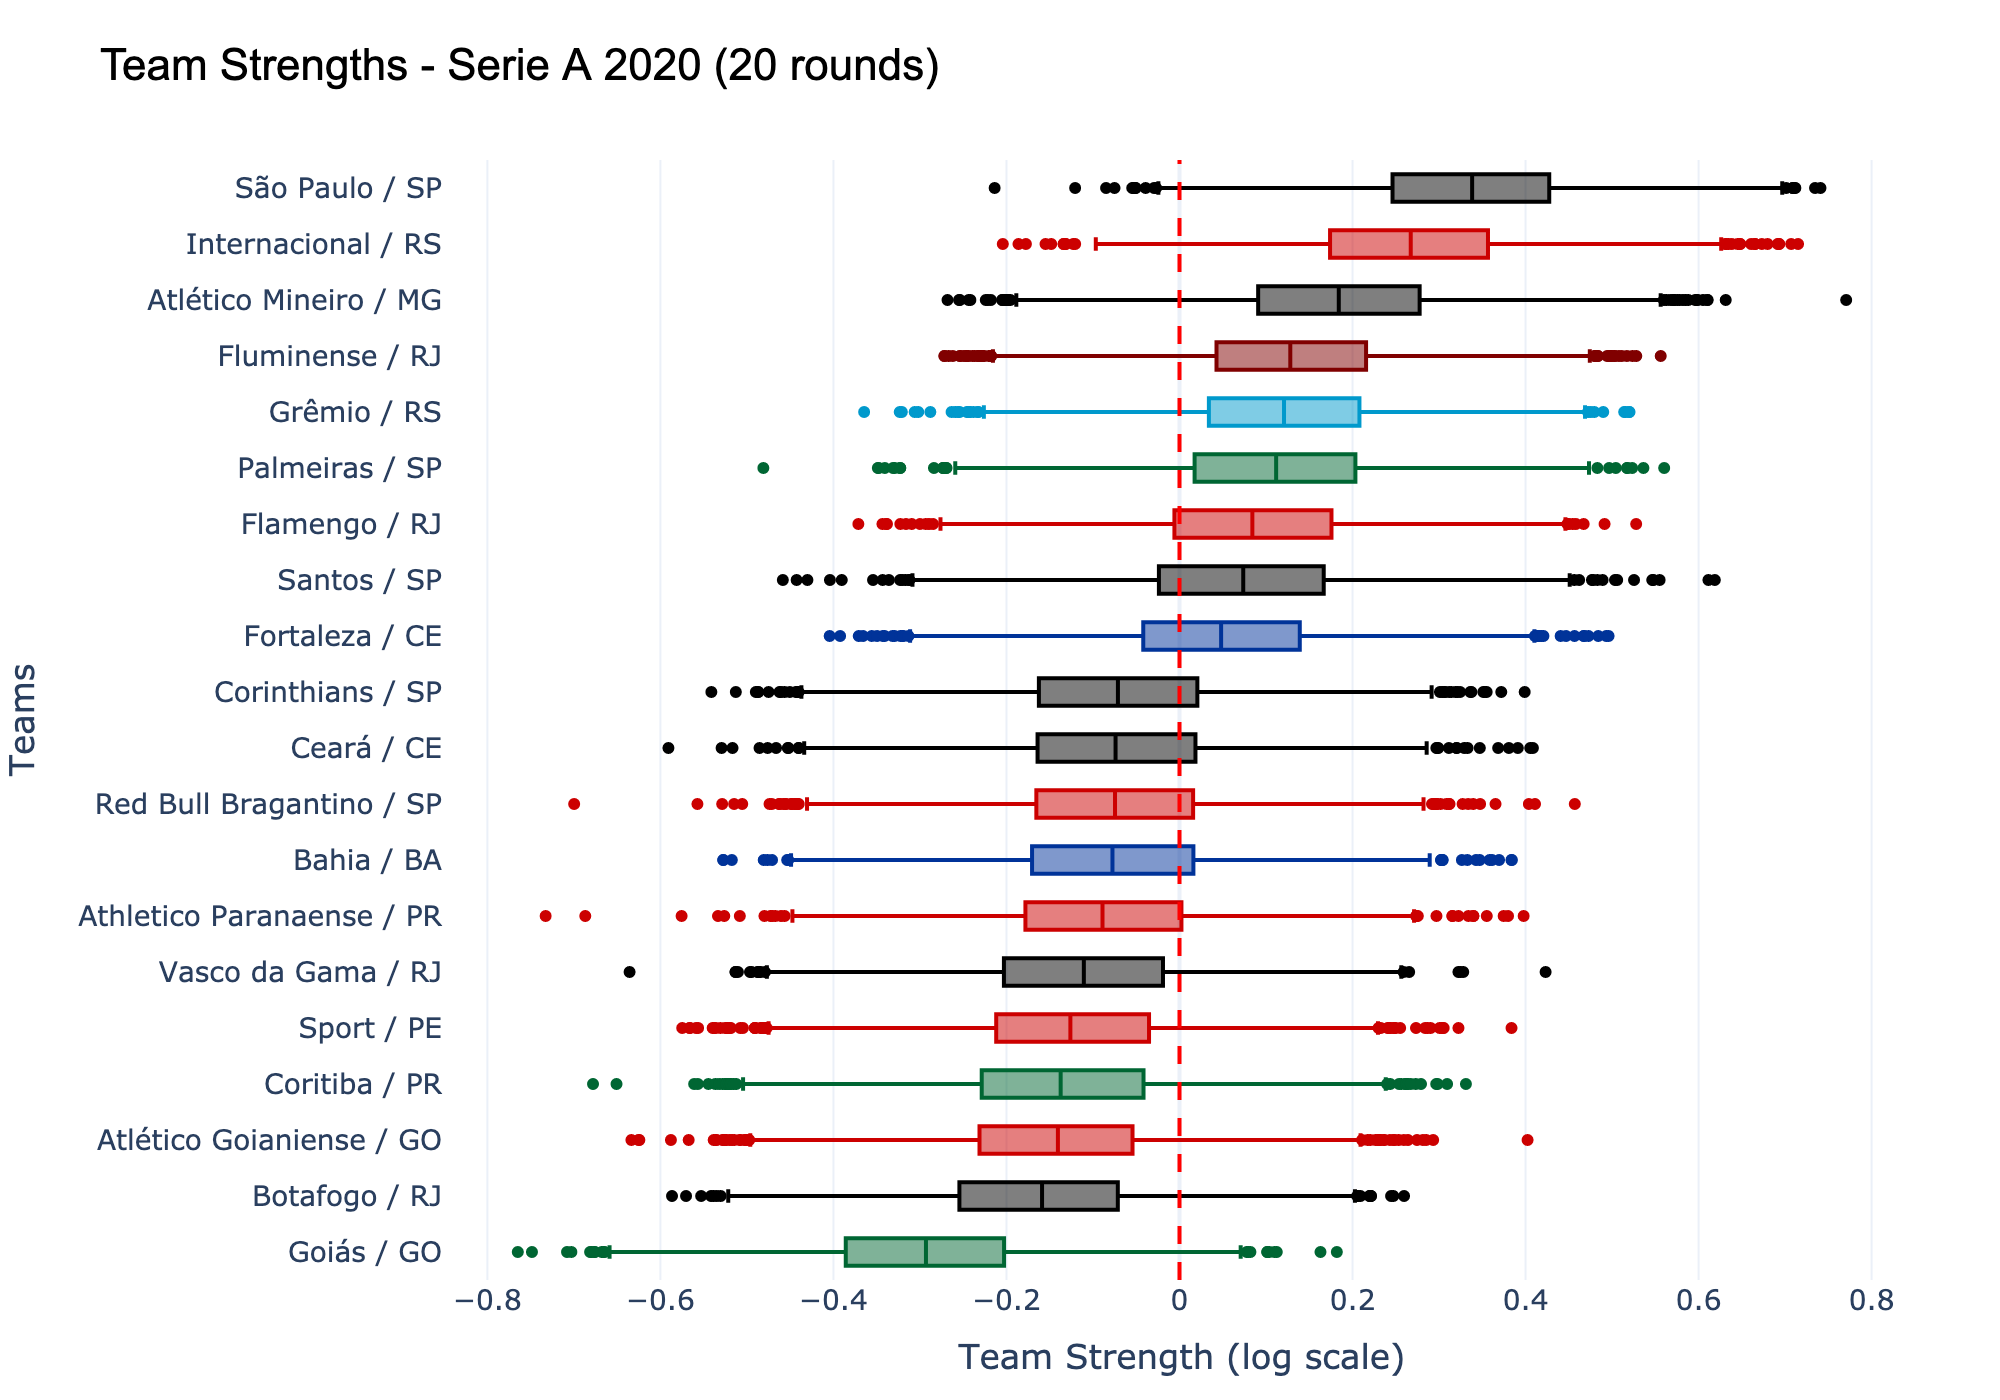 Team Strengths - Serie A 2020 (20 rounds)
São Paulo / SP
Internacional / RS
Atlético Mineiro / MG
Fluminense / RJ
Grêmio / RS
Palmeiras / SP
Flamengo / RJ
Santos / SP
Fortaleza / CE
Corinthians / SP
Ceará / CE
Red Bull Bragantino / SP
Bahia / BA
Athletico Paranaense / PR
Vasco da Gama / RJ
Sport / PE
Coritiba / PR
Atlético Goianiense / GO
Botafogo / RJ
Goiás / GO
Teams
−0.8 −0.6 −0.4 −0.2 0 0.2 0.4 0.6 0.8
Team Strength (log scale)